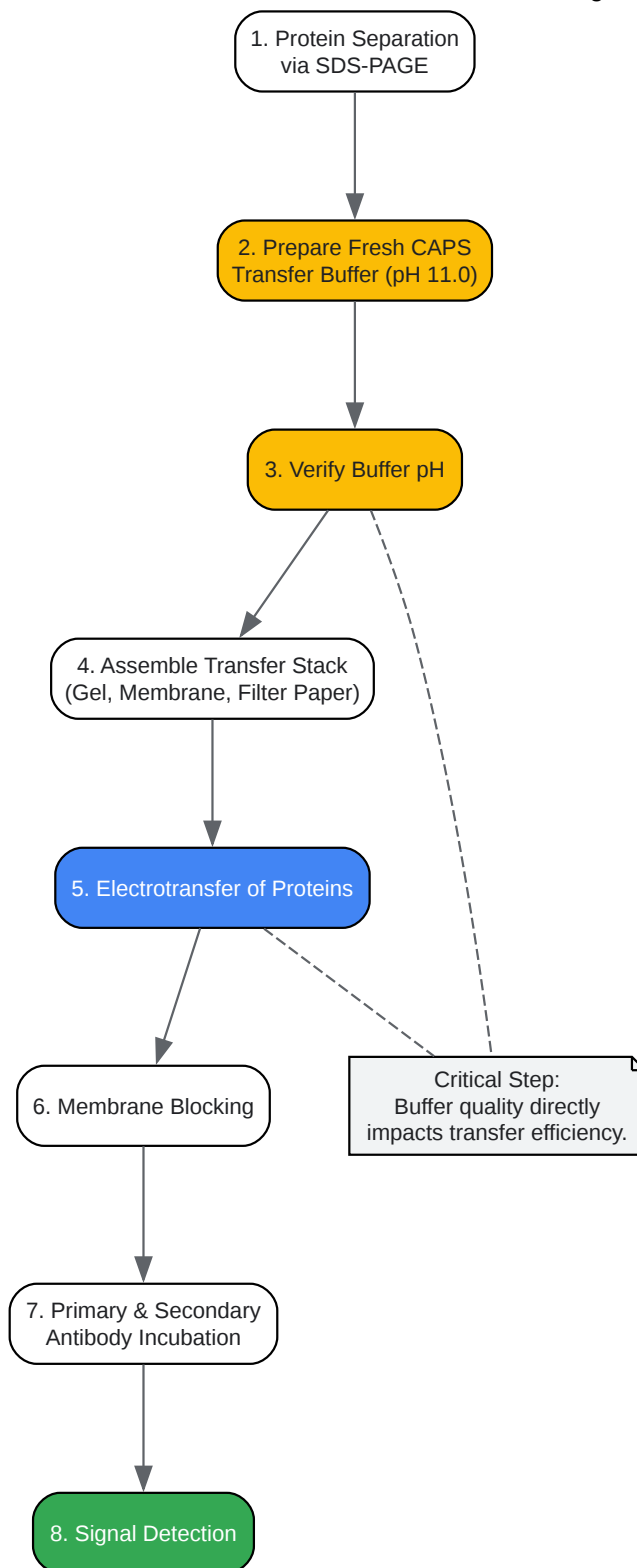 1. Protein Separation
via SDS-PAGE
2. Prepare Fresh CAPS
Transfer Buffer (pH 11.0)
3. Verify Buffer pH
4. Assemble Transfer Stack
(Gel, Membrane, Filter Paper)
5. Electrotransfer of Proteins
6. Membrane Blocking
Critical Step:
Buffer quality directly
impacts transfer efficiency.
7. Primary & Secondary
Antibody Incubation
8. Signal Detection